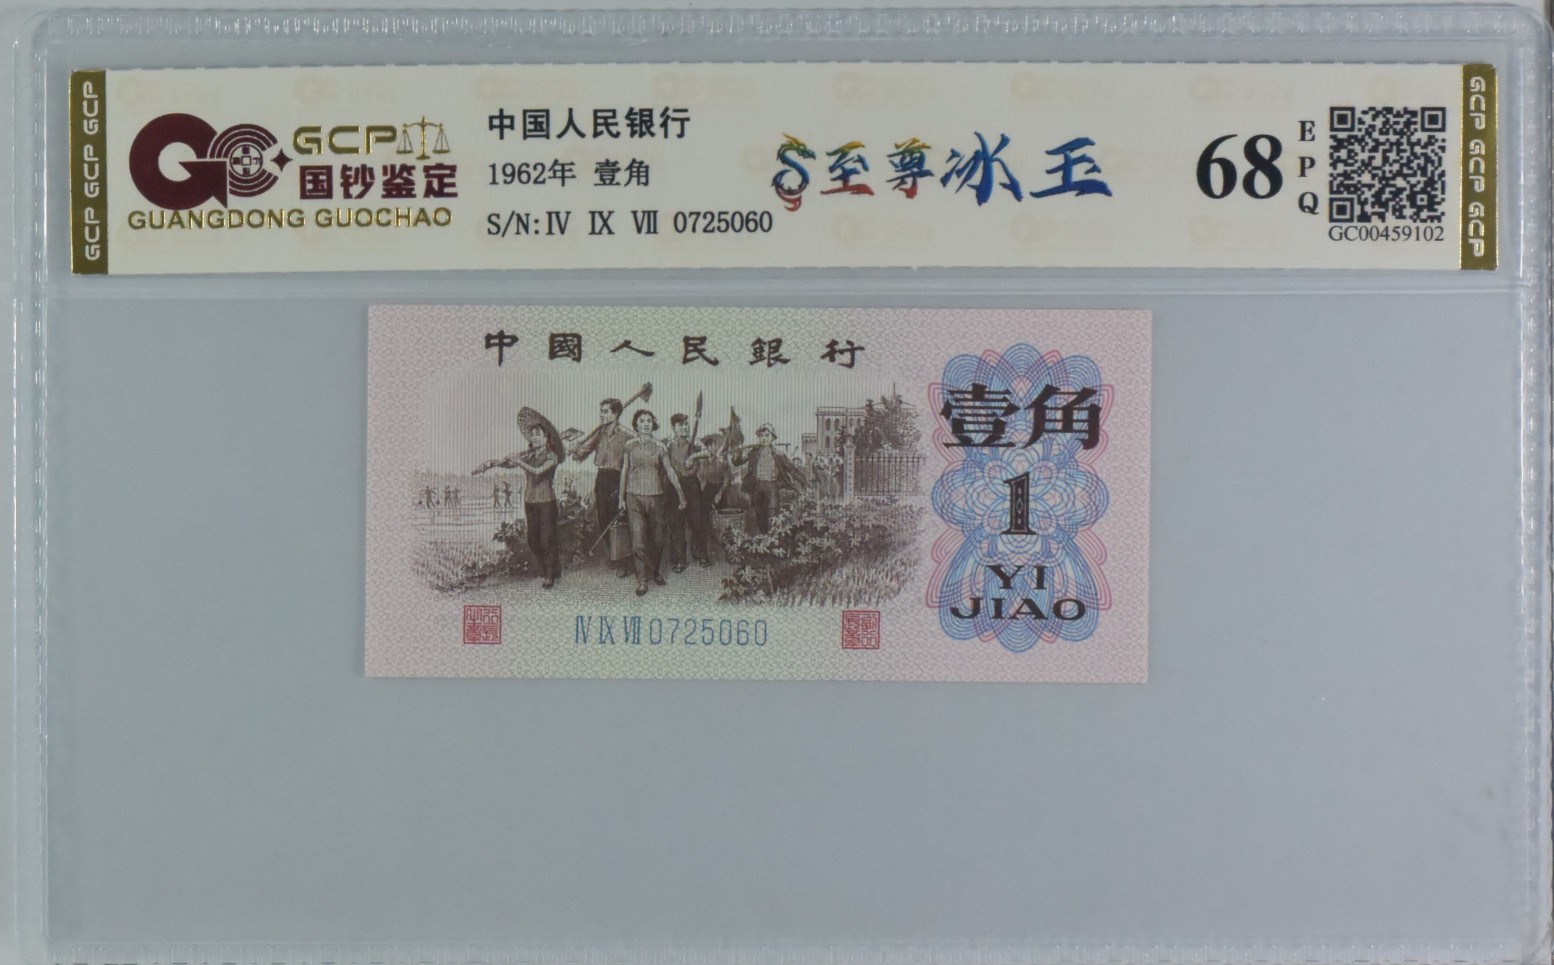 GCP GCP GCP
GCP
国钞鉴定
GUANGDONG GUOCHAO
中国人民银行
1962年 壹角
S/N:IV IX VII 0725060
至尊冰玉
68
EPQ
GC00459102
GCP GCP GCP
中國人民銀行
壹角
1
YI
JIAO
IV IX VII 0725060